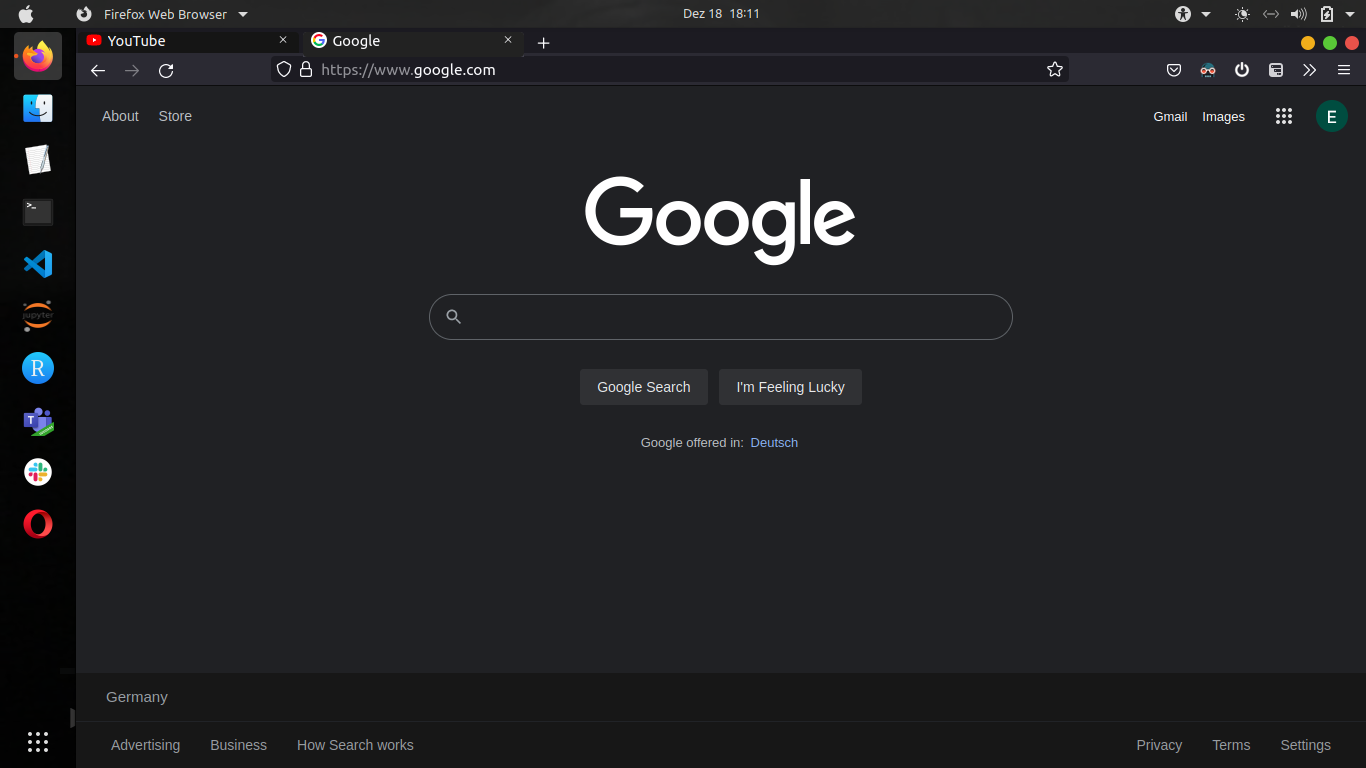 Firefox Web Browser
Dez 18 18:11
YouTube
Google
https://www.google.com
About Store
Gmail Images
E
Google
Google Search I'm Feeling Lucky
Google offered in: Deutsch
Germany
Advertising Business How Search works
Privacy Terms Settings
>_
jupyter
R
T